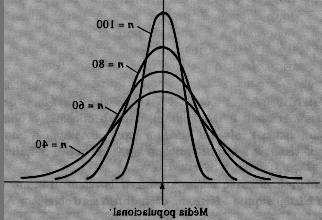 n = 100
n = 80
n = 60
n = 40
Média populacional.